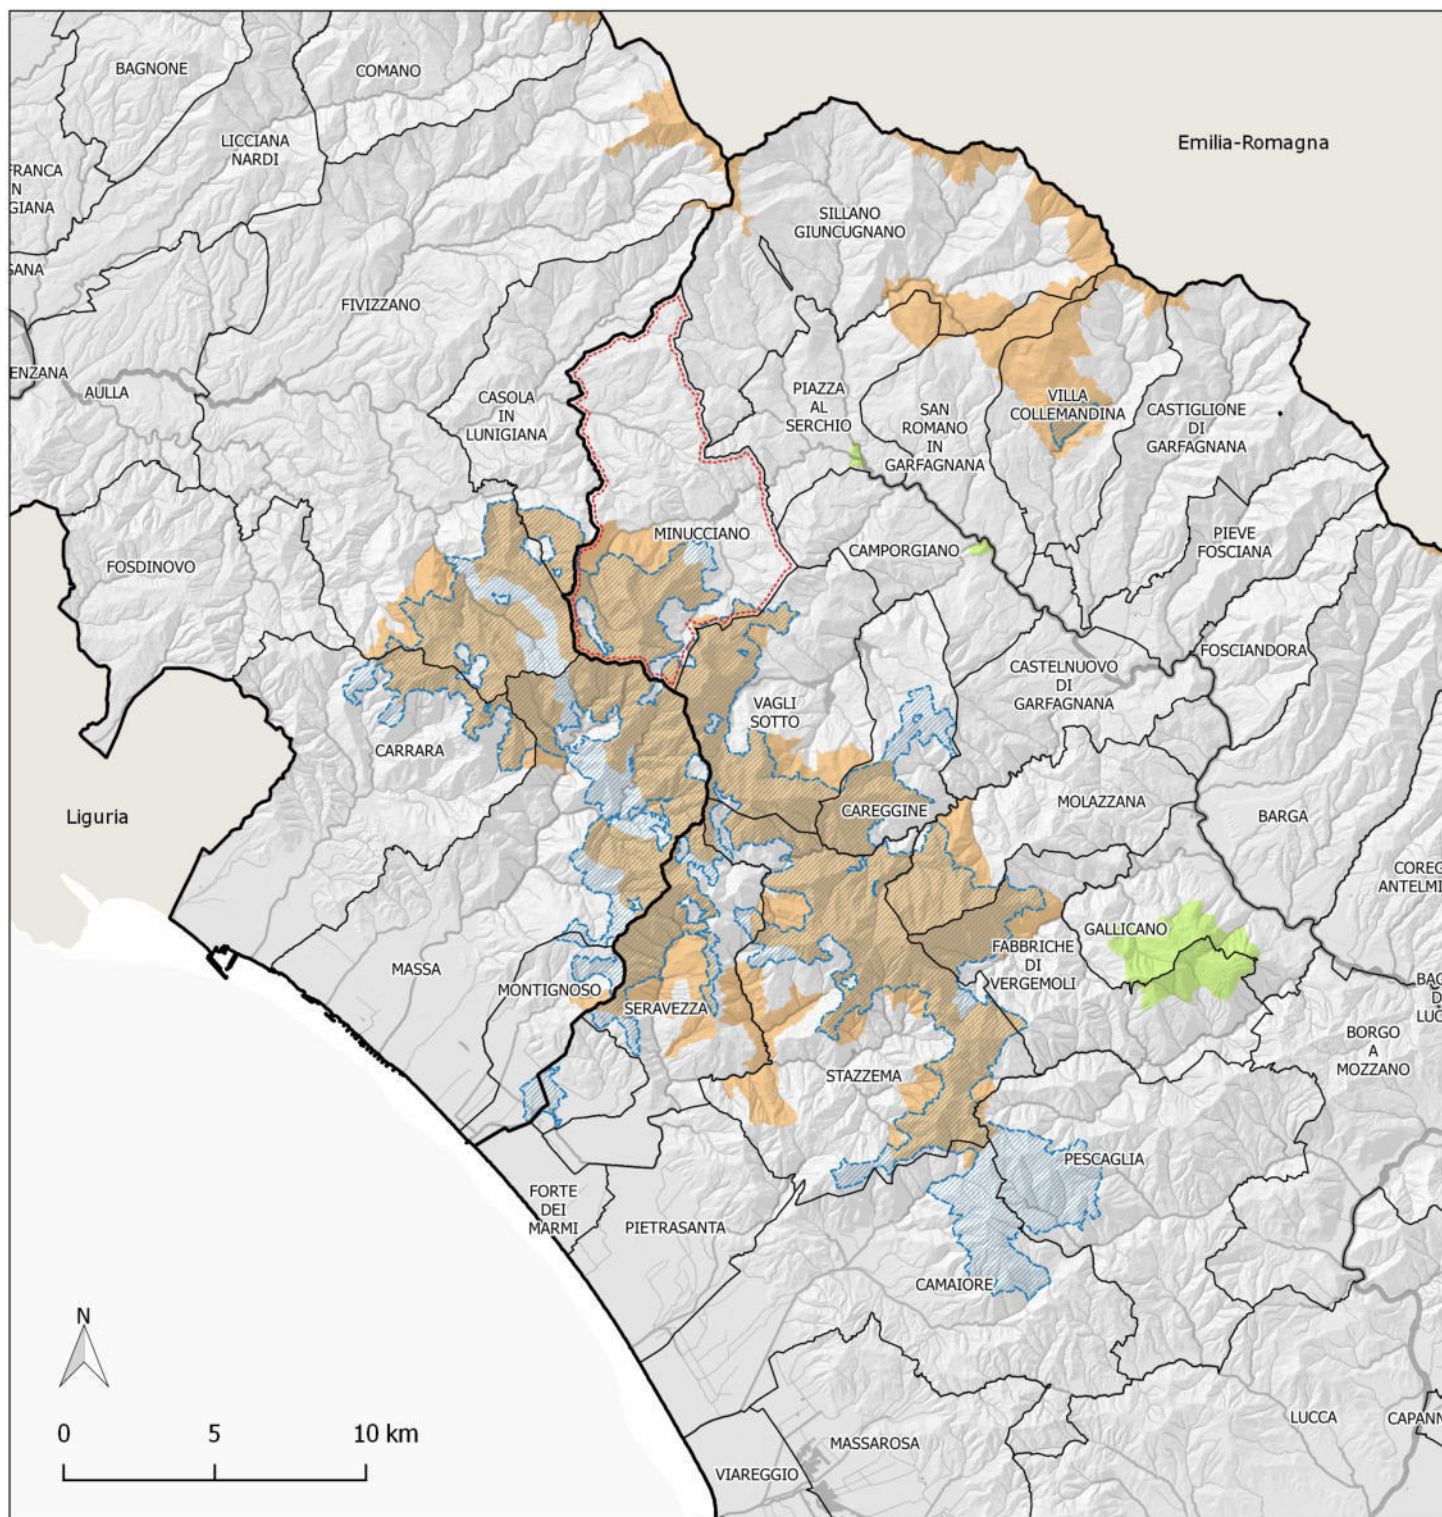 BAGNONE
COMANO
LICCIANA
NARDI
Emilia-Romagna
FRANCA
N
GIANA
SILLANO
GIUNCUGNANO
SANA
FIVIZZANO
ENZANA
AULLA
CASOLA
IN
LUNIGIANA
PIAZZA
AL
SERCHIO
SAN
ROMANO
IN
GARFAGNANA
VILLA
COLLEMANDINA
CASTIGLIONE
DI
GARFAGNANA
MINUCCIANO
CAMPORGIANO
PIEVE
FOSCIANA
FOSDINOVO
FOSCIANDORA
CASTELNUOVO
DI
GARFAGNANA
VAGLI
SOTTO
CARRARA
Liguria
CAREGGINE
MOLAZZANA
BARGA
COREG
ANTELMI
GALLICANO
FABBRICHE
DI
VERGEMOLI
MASSA
MONTIGNOSO
SERAVEZZA
BAG
D
LUC
BORGO
A
MOZZANO
STAZZEMA
PESCAGLIA
FORTE
DEI
MARMI
PIETRASANTA
CAMAIORE
N
0 5 10 km
LUCCA
CAPANN
MASSAROSA
VIAREGGIO